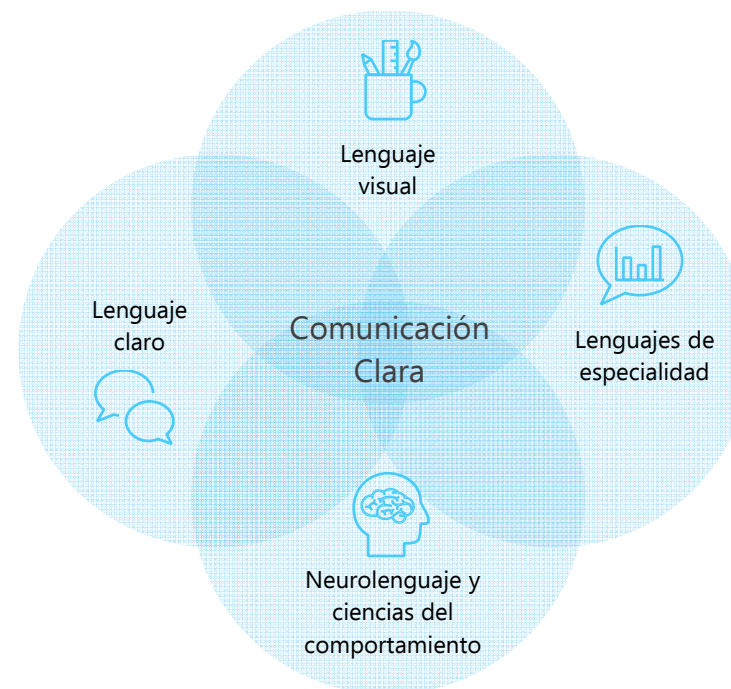 Lenguaje
visual
Lenguaje
claro
Comunicación
Clara
Lenguajes de
especialidad
Neurolenguaje y
ciencias del
comportamiento